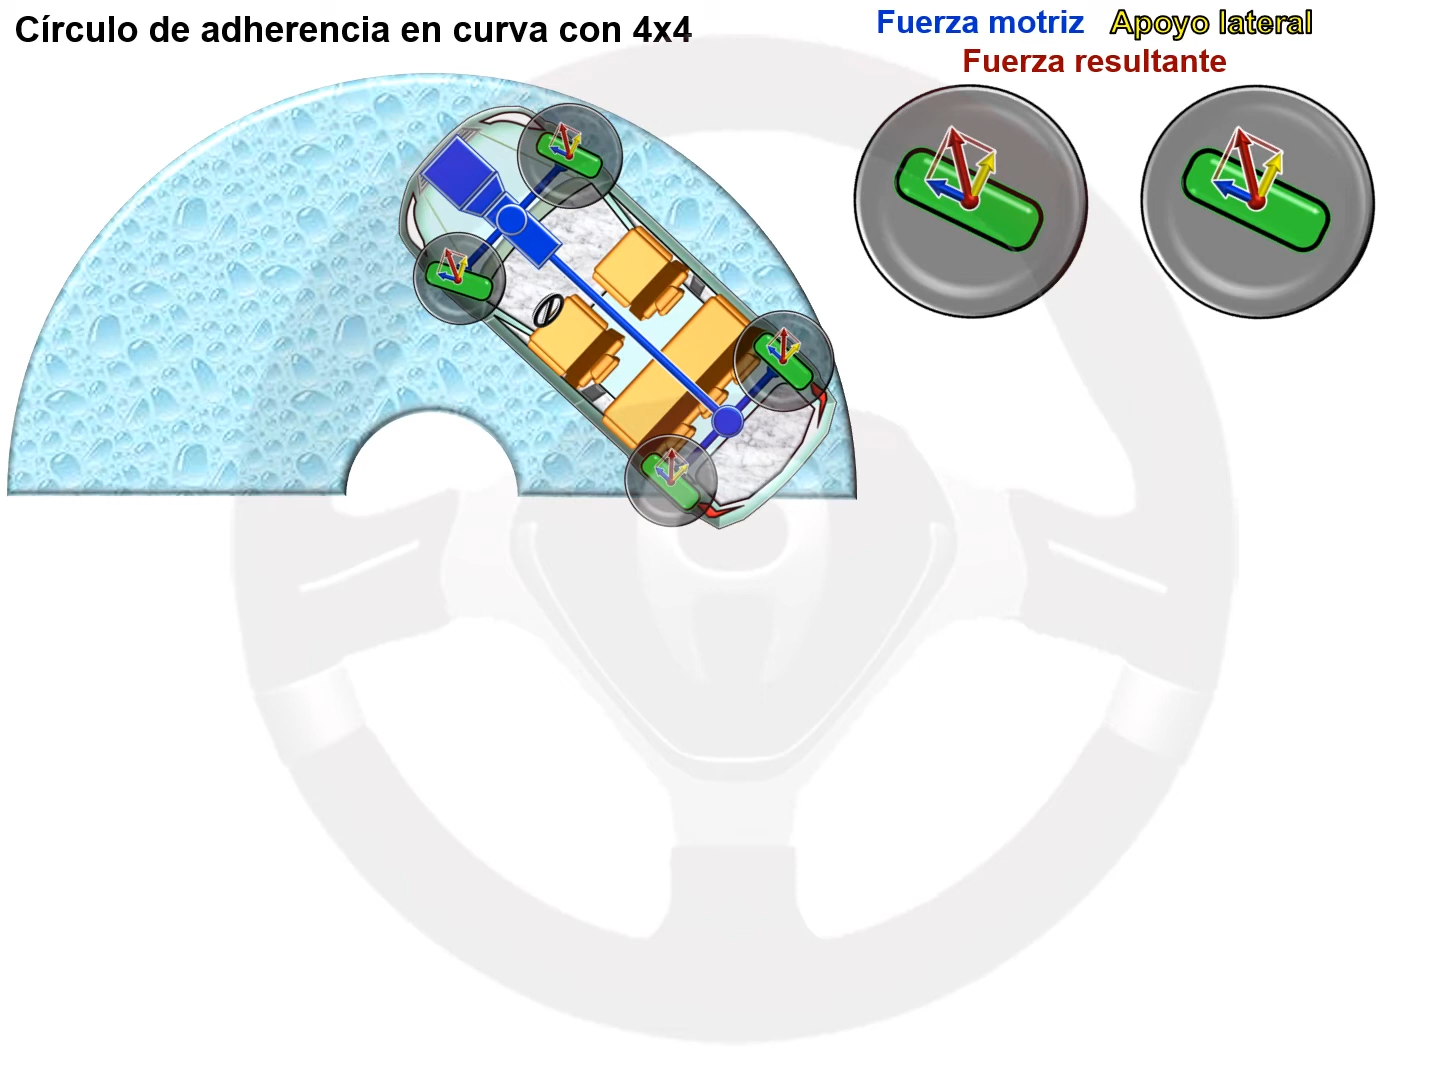 Círculo de adherencia en curva con 4x4
Fuerza motriz Apoyo lateral
Fuerza resultante